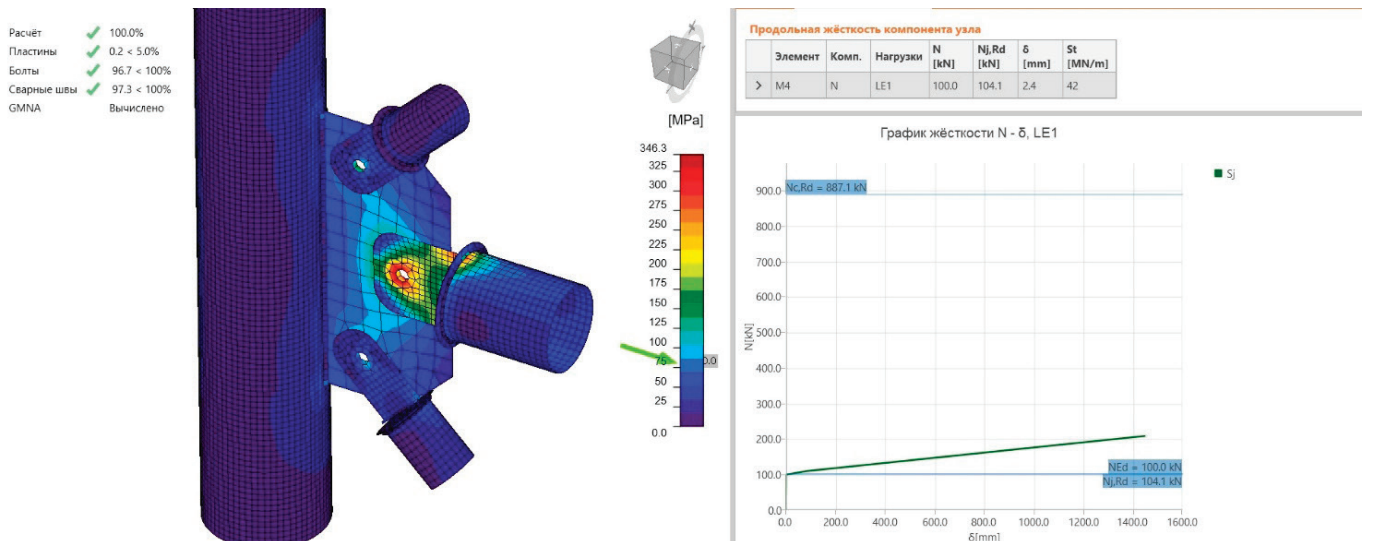 Расчёт 100.0%
Пластины 0.2 < 5.0%
Болты 96.7 < 100%
Сварные швы 97.3 < 100%
GMNA Вычислено
[MPa]
346.3
325
300
275
250
225
200
175
150
125
100
75
50
25
0.0
Продольная жёсткость компонента узла
Элемент Комп. Нагрузки N [kN] Nj,Rd [kN] δ [mm] St [MN/m]
> M4 N LE1 100.0 104.1 2.4 42
График жёсткости N - δ, LE1
Sj
N[kN]
900.0
800.0
700.0
600.0
500.0
400.0
300.0
200.0
100.0
0.0
Nc,Rd = 887.1 kN
NEd = 100.0 kN
Nj,Rd = 104.1 kN
0.0 200.0 400.0 600.0 800.0 1000.0 1200.0 1400.0 1600.0
δ[mm]